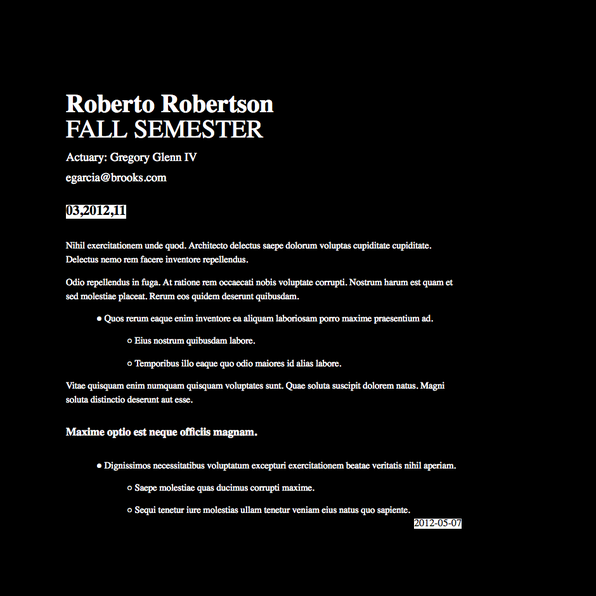 Roberto Robertson
FALL SEMESTER
Actuary: Gregory Glenn IV
egarcia@brooks.com
03,2012,11
Nihil exercitationem unde quod. Architecto delectus saepe dolorum voluptas cupiditate cupiditate.
Delectus nemo rem facere inventore repellendus.
Odio repellendus in fuga. At ratione rem occaecati nobis voluptate corrupti. Nostrum harum est quam et
sed molestiae placeat. Rerum eos quidem deserunt quibusdam.
Quos rerum eaque enim inventore ea aliquam laboriosam porro maxime praesentium ad.
Eius nostrum quibusdam labore.
Temporibus illo eaque quo odio maiores id alias labore.
Vitae quisquam enim numquam quisquam voluptates sunt. Quae soluta suscipit dolorem natus. Magni
soluta distinctio deserunt aut esse.
Maxime optio est neque officiis magnam.
Dignissimos necessitatibus voluptatum excepturi exercitationem beatae veritatis nihil aperiam.
Saepe molestiae quas ducimus corrupti maxime.
Sequi tenetur iure molestias ullam tenetur veniam eius natus quo sapiente.
2012-05-07